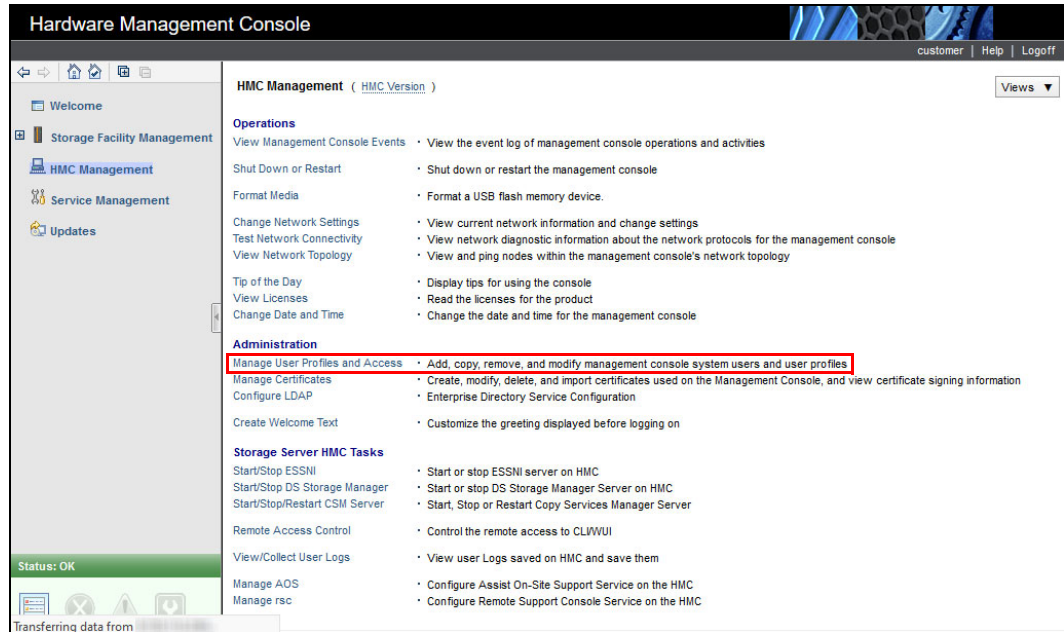 Hardware Management Console
customer | Help | Logoff
HMC Management ( HMC Version )
Views ▼
Welcome
Storage Facility Management
HMC Management
Service Management
Updates
Operations
View Management Console Events · View the event log of management console operations and activities
Shut Down or Restart · Shut down or restart the management console
Format Media · Format a USB flash memory device.
Change Network Settings · View current network information and change settings
Test Network Connectivity · View network diagnostic information about the network protocols for the management console
View Network Topology · View and ping nodes within the management console's network topology
Tip of the Day · Display tips for using the console
View Licenses · Read the licenses for the product
Change Date and Time · Change the date and time for the management console
Administration
Manage User Profiles and Access · Add, copy, remove, and modify management console system users and user profiles
Manage Certificates · Create, modify, delete, and import certificates used on the Management Console, and view certificate signing information
Configure LDAP · Enterprise Directory Service Configuration
Create Welcome Text · Customize the greeting displayed before logging on
Storage Server HMC Tasks
Start/Stop ESSNI · Start or stop ESSNI server on HMC
Start/Stop DS Storage Manager · Start or stop DS Storage Manager Server on HMC
Start/Stop/Restart CSM Server · Start, Stop or Restart Copy Services Manager Server
Remote Access Control · Control the remote access to CLI/WUI
View/Collect User Logs · View user Logs saved on HMC and save them
Manage AOS · Configure Assist On-Site Support Service on the HMC
Manage rsc · Configure Remote Support Console Service on the HMC
Status: OK
Transferring data from